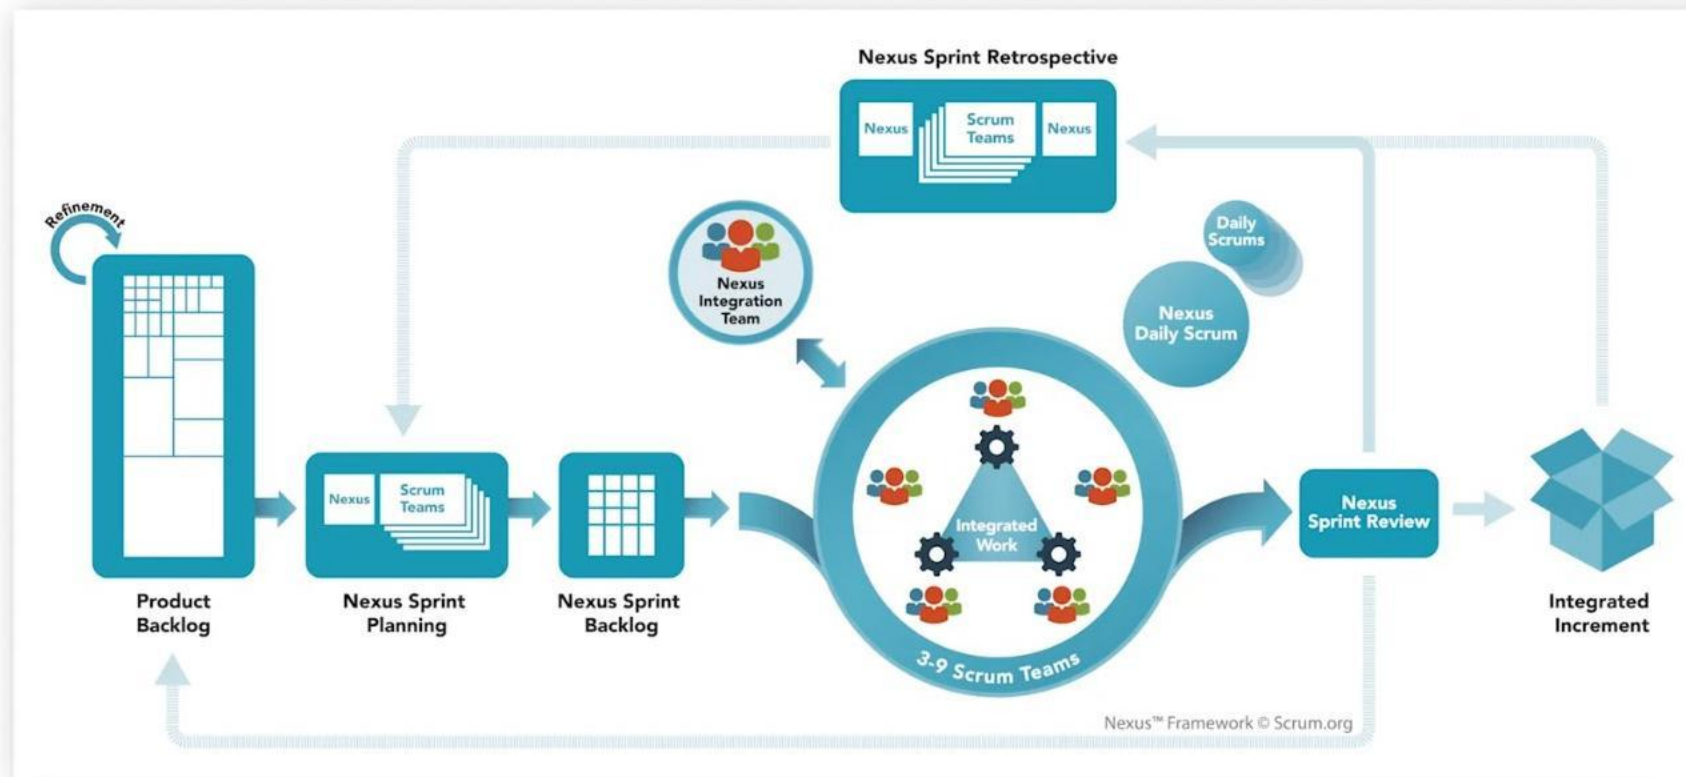 Nexus Sprint Retrospective
Nexus
Scrum
Teams
Nexus
Refinement
Daily
Scrums
Nexus
Integration
Team
Nexus
Daily Scrum
Nexus
Scrum
Teams
Integrated
Work
Nexus
Sprint Review
Product
Backlog
Nexus Sprint
Planning
Nexus Sprint
Backlog
Integrated
Increment
3-9 Scrum Teams
Nexus™ Framework © Scrum.org